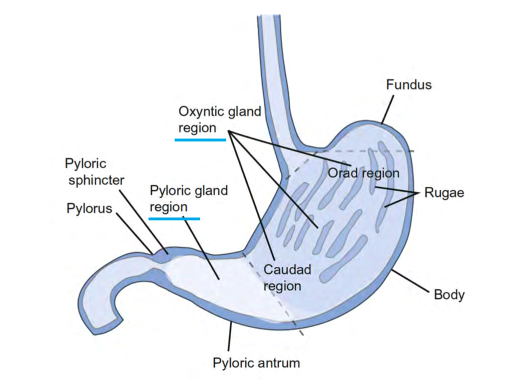 Fundus
Oxyntic gland
region
Orad region
Pyloric
sphincter
Pyloric gland
region
Rugae
Pylorus
Caudad
region
Body
Pyloric antrum